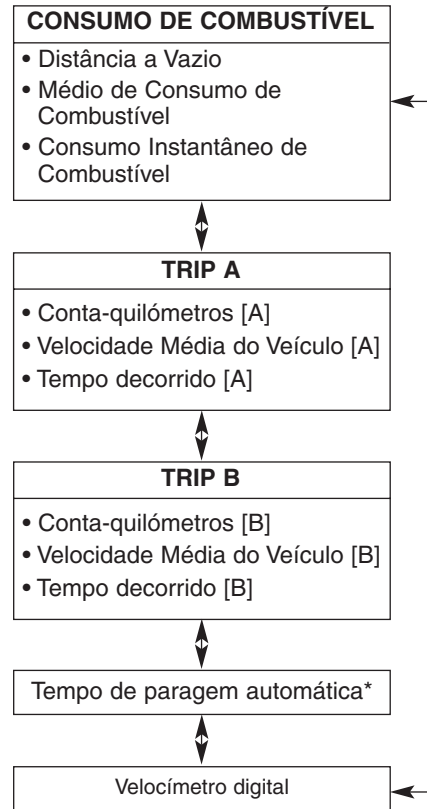 CONSUMO DE COMBUSTÍVEL
• Distância a Vazio
• Médio de Consumo de
Combustível
• Consumo Instantâneo de
Combustível
TRIP A
• Conta-quilómetros [A]
• Velocidade Média do Veículo [A]
• Tempo decorrido [A]
TRIP B
• Conta-quilómetros [B]
• Velocidade Média do Veículo [B]
• Tempo decorrido [B]
Tempo de paragem automática*
Velocímetro digital